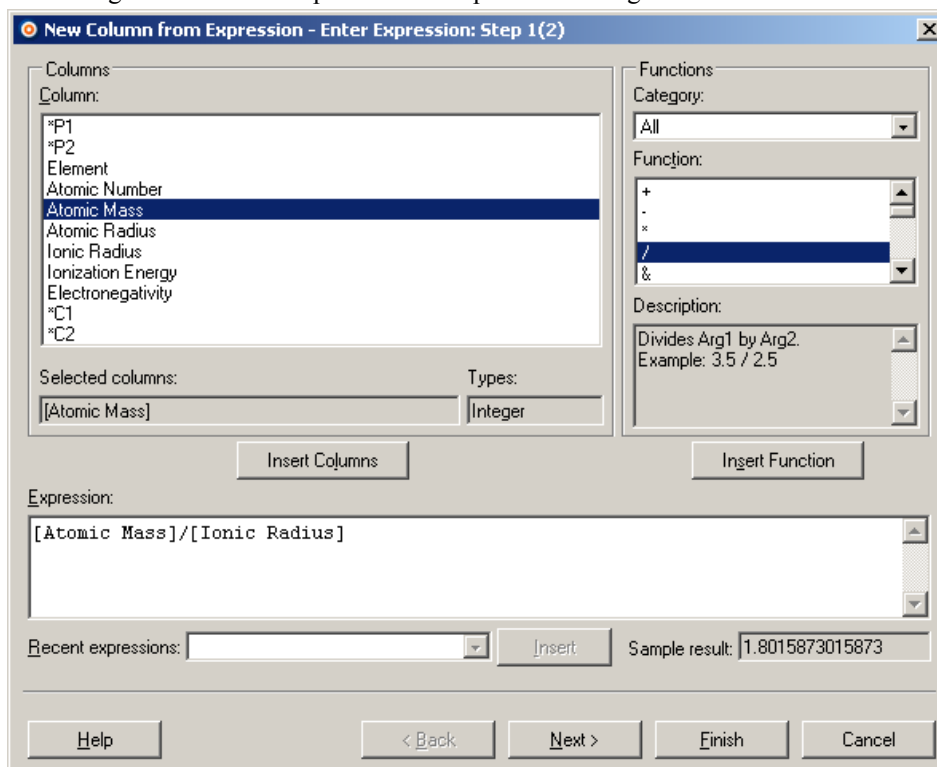 New Column from Expression - Enter Expression: Step 1(2)
Columns
Column:
*P1
*P2
Element
Atomic Number
Atomic Mass
Atomic Radius
Ionic Radius
Ionization Energy
Electronegativity
*C1
*C2
Selected columns:
Types:
[Atomic Mass]
Integer
Insert Columns
Functions
Category:
All
Function:
+
-
*
/
&
Description:
Divides Arg1 by Arg2.
Example: 3.5 / 2.5
Insert Function
Expression:
[Atomic Mass]/[Ionic Radius]
Recent expressions:
Insert
Sample result: 1.8015873015873
Help
< Back
Next >
Finish
Cancel